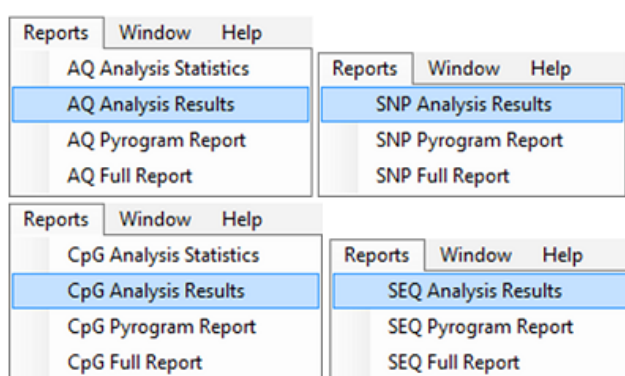 Reports Window Help
AQ Analysis Statistics
AQ Analysis Results
AQ Pyrogram Report
AQ Full Report
Reports Window Help
SNP Analysis Results
SNP Pyrogram Report
SNP Full Report
Reports Window Help
CpG Analysis Statistics
CpG Analysis Results
CpG Pyrogram Report
CpG Full Report
Reports Window Help
SEQ Analysis Results
SEQ Pyrogram Report
SEQ Full Report